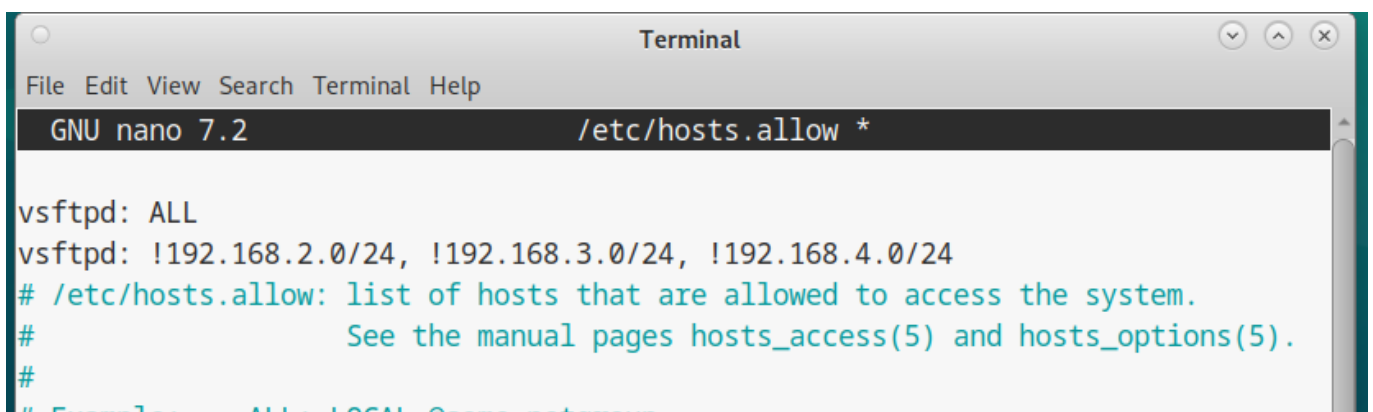 Terminal
File Edit View Search Terminal Help
GNU nano 7.2 /etc/hosts.allow *
vsftpd: ALL
vsftpd: !192.168.2.0/24, !192.168.3.0/24, !192.168.4.0/24
# /etc/hosts.allow: list of hosts that are allowed to access the system.
# See the manual pages hosts_access(5) and hosts_options(5).
#